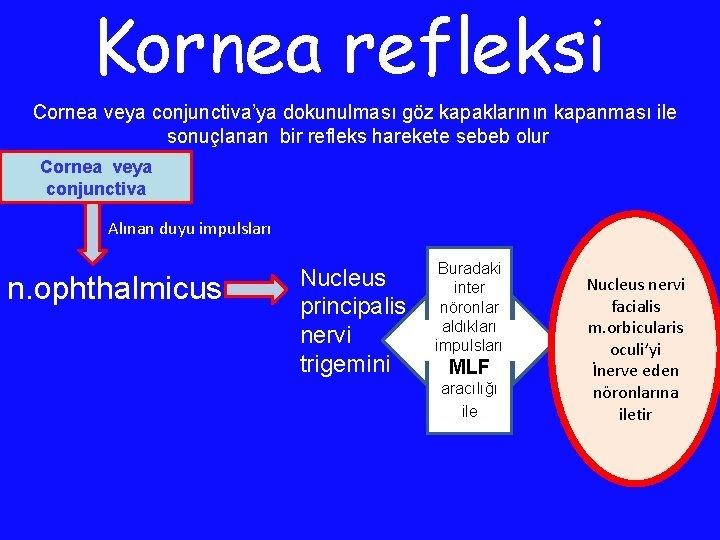 Kornea refleksi
Cornea veya conjunctiva'ya dokunulması göz kapaklarının kapanması ile
sonuçlanan bir refleks harekete sebeb olur
Cornea veya
conjunctiva
Alınan duyu impulsları
n.ophthalmicus
Nucleus
principalis
nervi
trigemini
Buradaki
inter
nöronlar
aldıkları
impulsları
MLF
aracılığı
ile
Nucleus nervi
facialis
m.orbicularis
oculi'yi
İnerve eden
nöronlarına
iletir